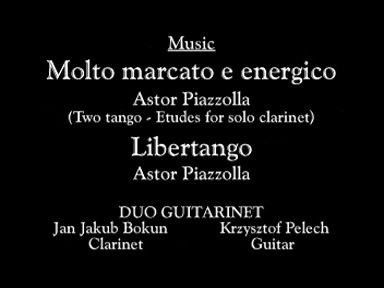 Music
Molto marcato e energico
Astor Piazzolla
(Two tango - Etudes for solo clarinet)
Libertango
Astor Piazzolla
DUO GUITARINET
Jan Jakub Bokun Krzysztof Pelech
Clarinet Guitar